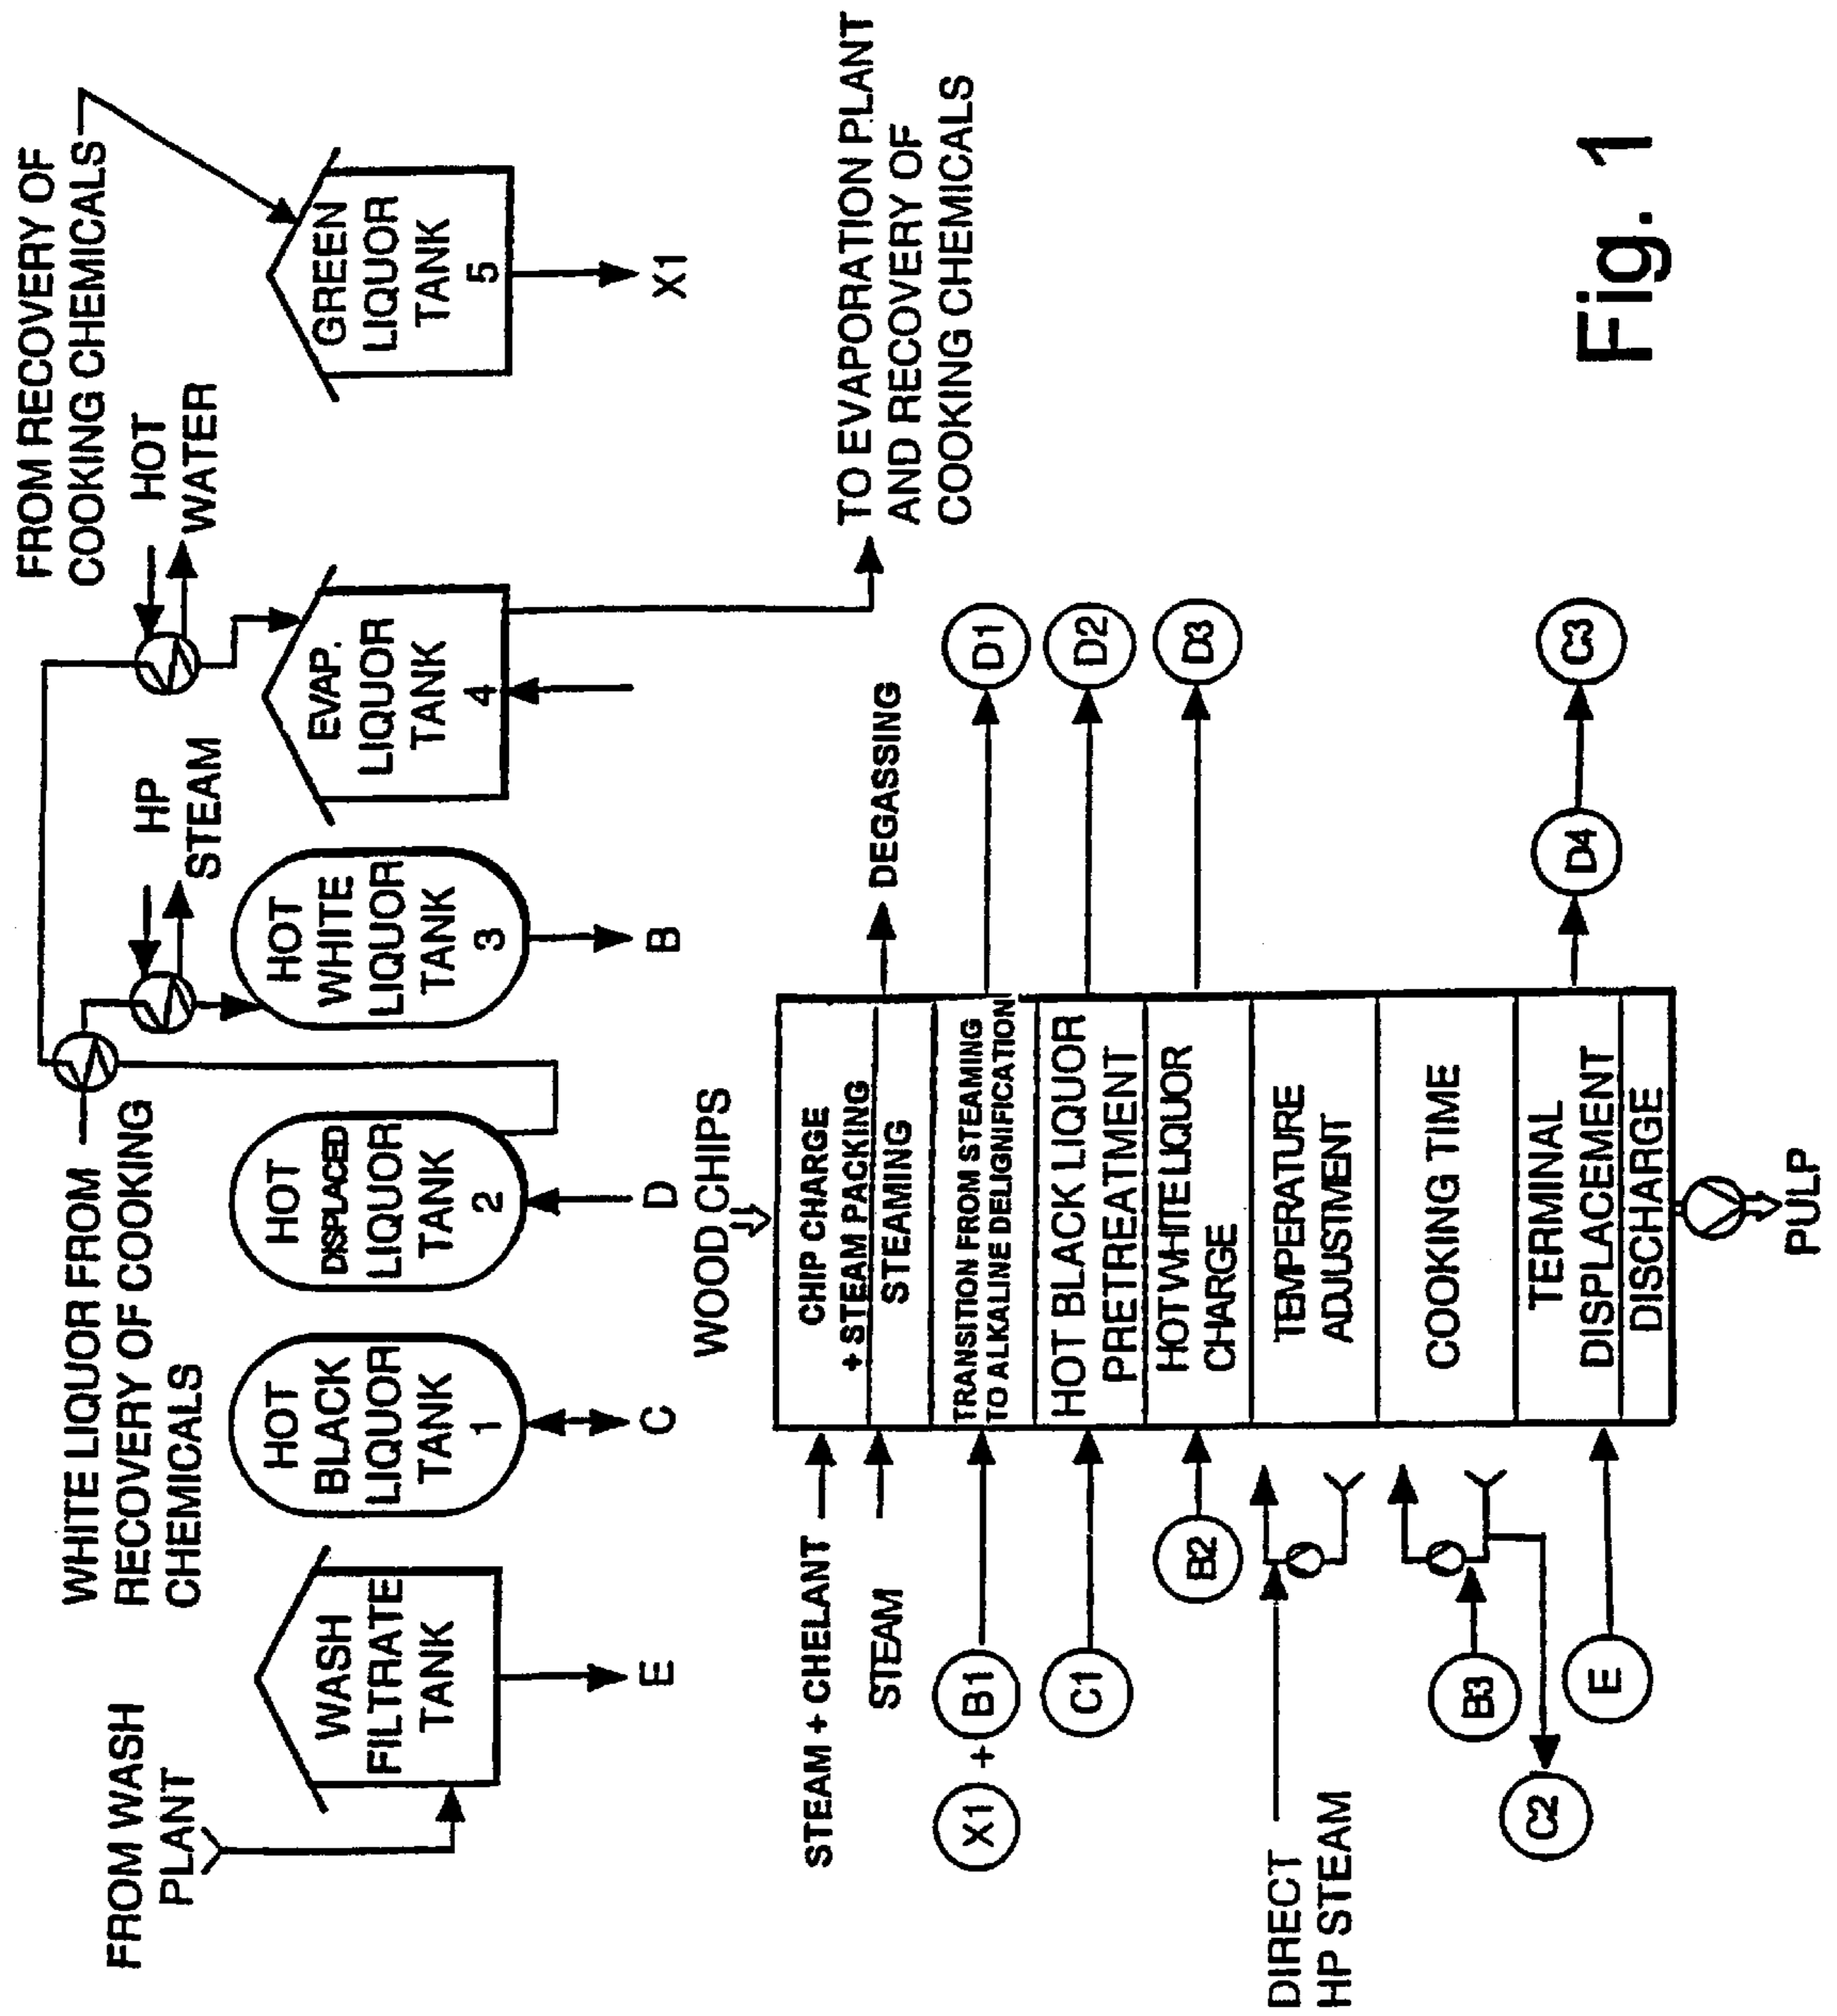 FROM WASH
PLANT
WASH
FILTRATE
TANK
E
WHITE LIQUOR FROM
RECOVERY OF COOKING
CHEMICALS
HOT
BLACK
LIQUOR
TANK
1
C
HOT
DISPLACED
LIQUOR
TANK
2
D
HP
STEAM
HOT
WHITE
LIQUOR
TANK
3
B
HOT
WATER
EVAP.
LIQUOR
TANK
4
FROM RECOVERY OF
COOKING CHEMICALS
GREEN
LIQUOR
TANK
5
X1
TO EVAPORATION PLANT
AND RECOVERY OF
COOKING CHEMICALS
WOOD CHIPS
STEAM + CHELANT
CHIP CHARGE
+ STEAM PACKING
STEAM
STEAMING
DEGASSING
X1 + B1
TRANSITION FROM STEAMING
TO ALKALINE DELIGNIFICATION
D1
C1
HOT BLACK LIQUOR
PRETREATMENT
D2
B2
HOT WHITE LIQUOR
CHARGE
D3
DIRECT
HP STEAM
TEMPERATURE
ADJUSTMENT
B3
C2
COOKING TIME
E
TERMINAL
DISPLACEMENT
D4
C3
DISCHARGE
PULP
Fig. 1